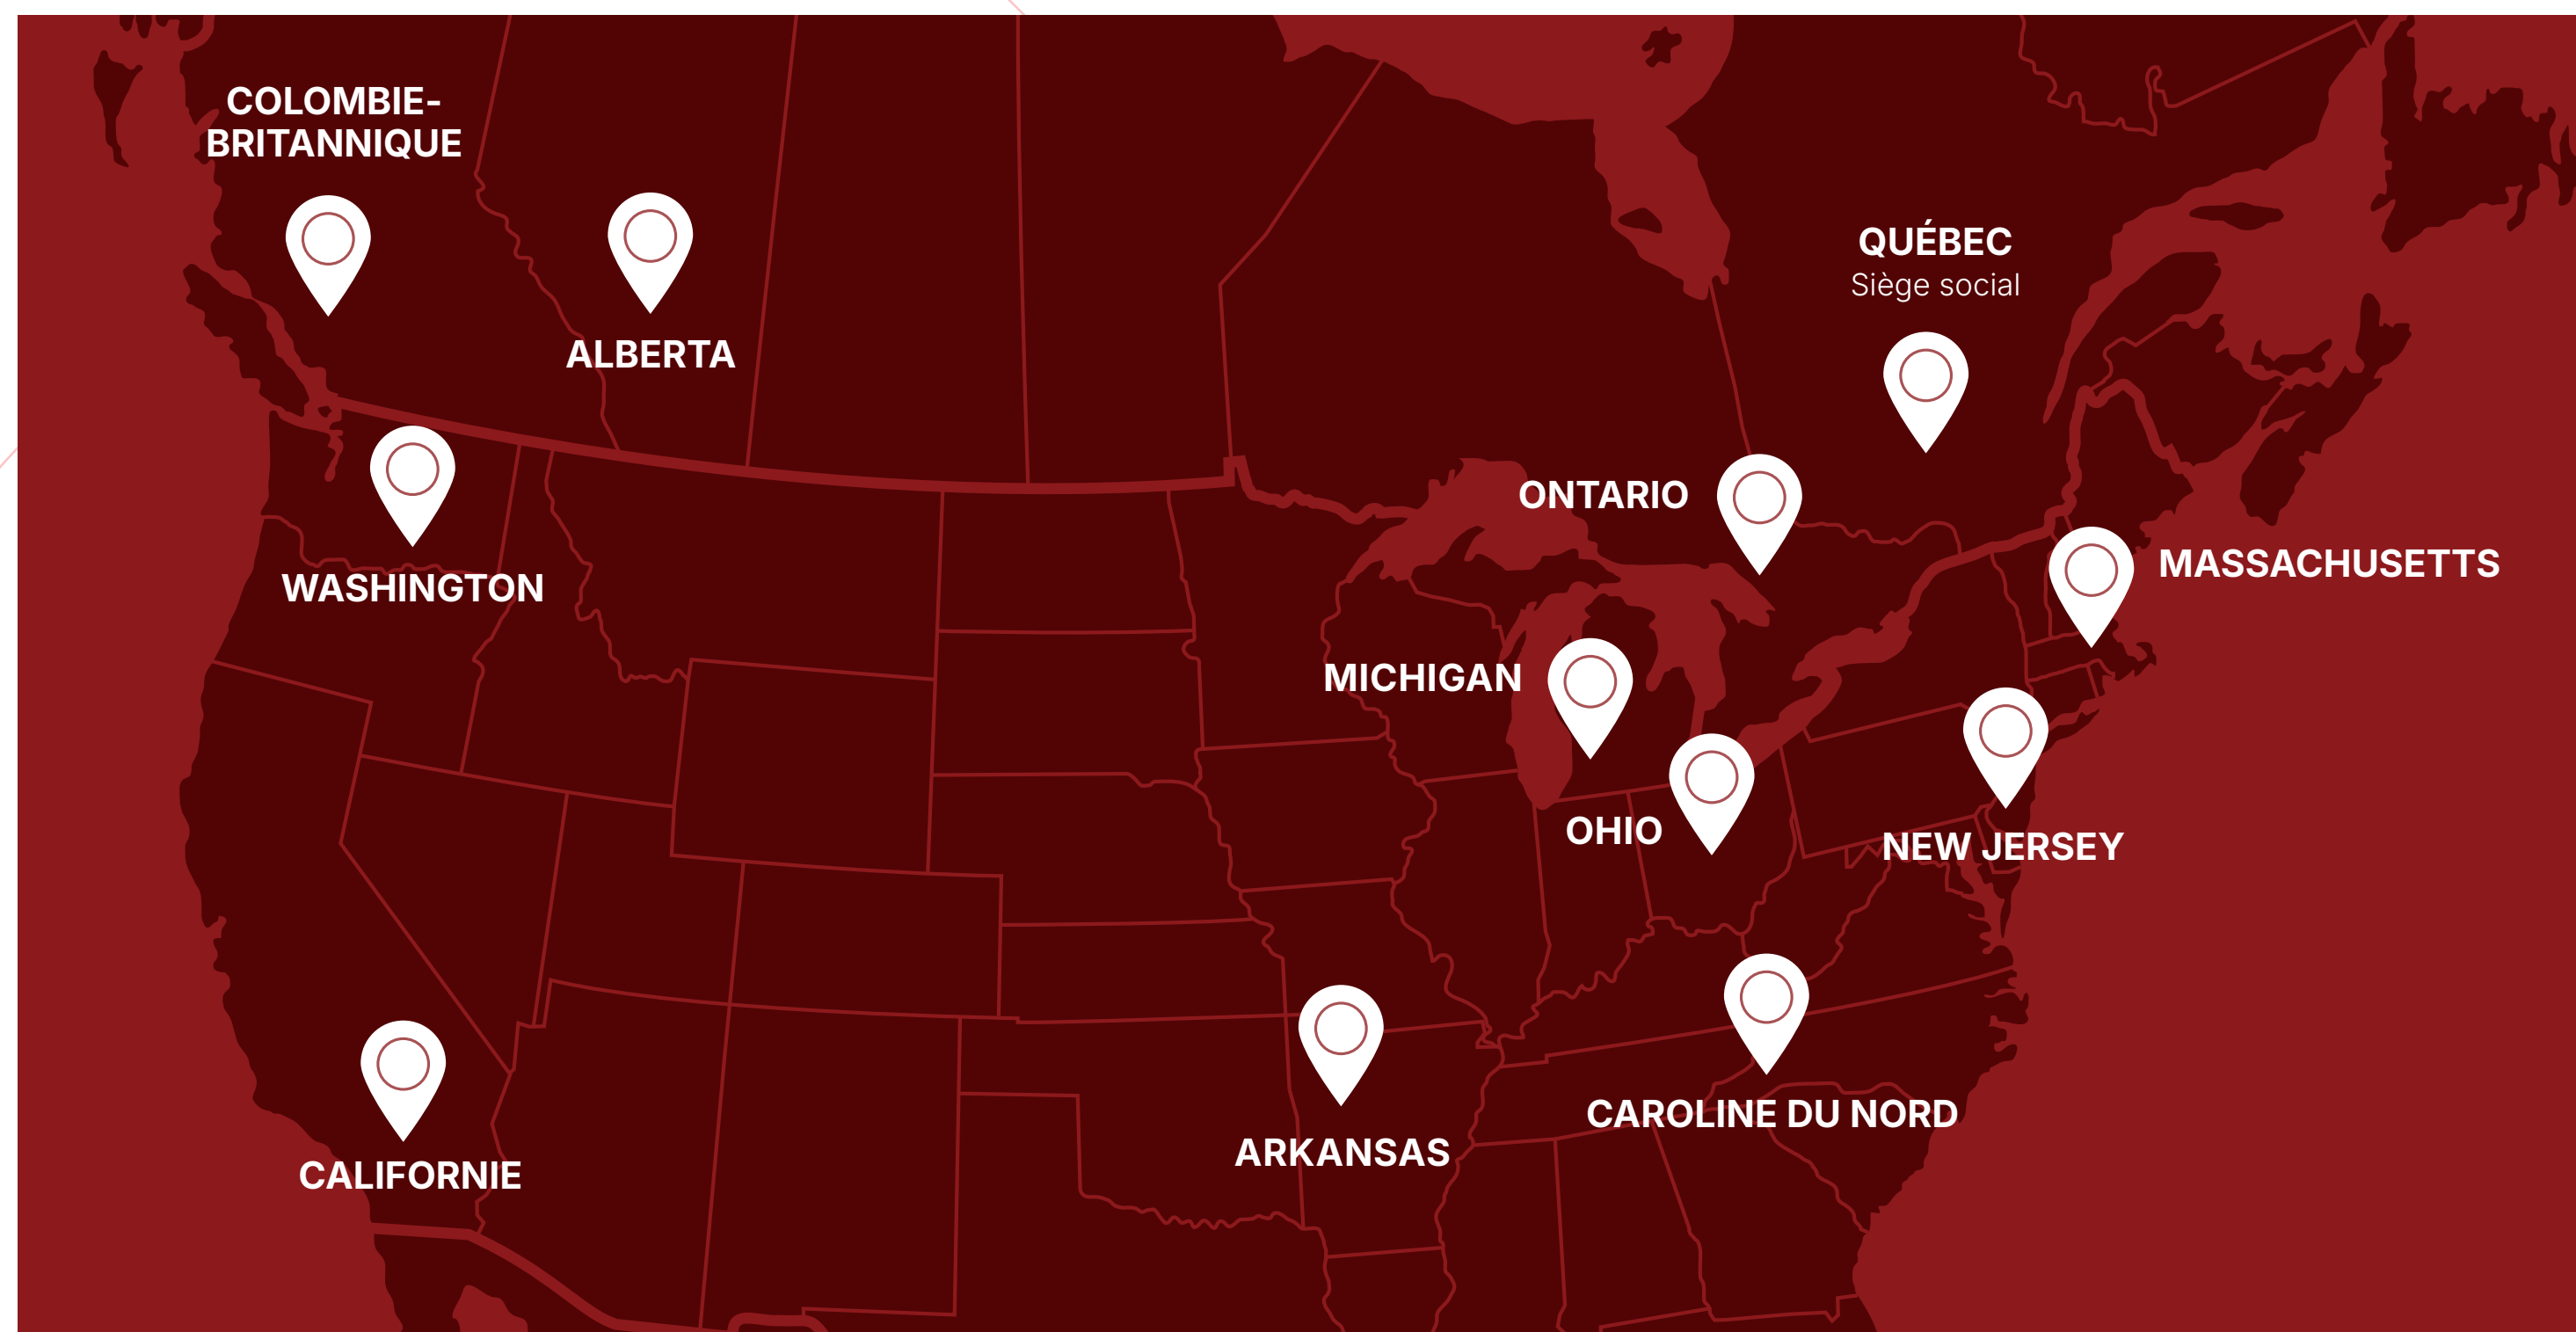 COLOMBIE-
BRITANNIQUE
ALBERTA
QUÉBEC
Siège social
ONTARIO
MASSACHUSETTS
WASHINGTON
MICHIGAN
OHIO
NEW JERSEY
CAROLINE DU NORD
ARKANSAS
CALIFORNIE